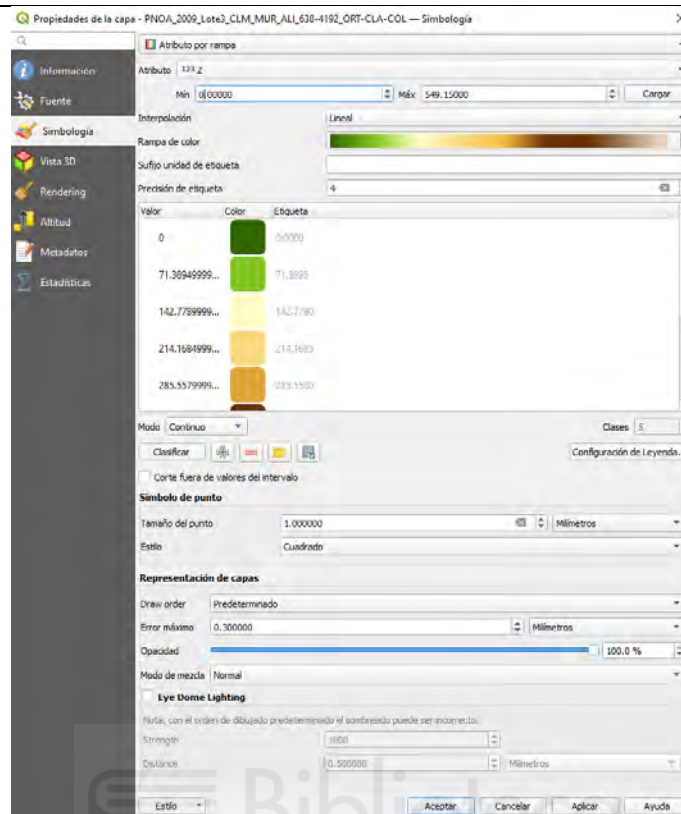 Propiedades de la capa - PNOA_2009_Lote3_CLM_MUR_ALI_638-4192_ORT-CLA-COL — Simbología
Información
Fuente
Simbología
Vista 3D
Rendering
Altitud
Metadatos
Estadísticas
Atributo por rampa
Atributo 123 Z
Mín 0,00000 Máx 549.15000 Cargar
Interpolación Lineal
Rampa de color
Sufijo unidad de etiqueta
Precisión de etiqueta 4
Valor Color Etiqueta
0 0.0000
71.38949999... 71.3895
142.7789999... 142.7790
214.1684999... 214.1685
285.5579999... 285.5580
Modo Continuo Clases 5
Clasificar Configuración de Leyenda.
Corte fuera de valores del intervalo
Símbolo de punto
Tamaño del punto 1.000000 Milímetros
Estilo Cuadrado
Representación de capas
Draw order Predeterminado
Error máximo 0.300000 Milímetros
Opacidad 100.0 %
Modo de mezcla Normal
Eye Dome Lighting
Nota: con el orden de dibujado predeterminado el sombreado puede ser incorrecto.
Strength 1000
Distance 0.500000 Milímetros
Estilo Aceptar Cancelar Aplicar Ayuda